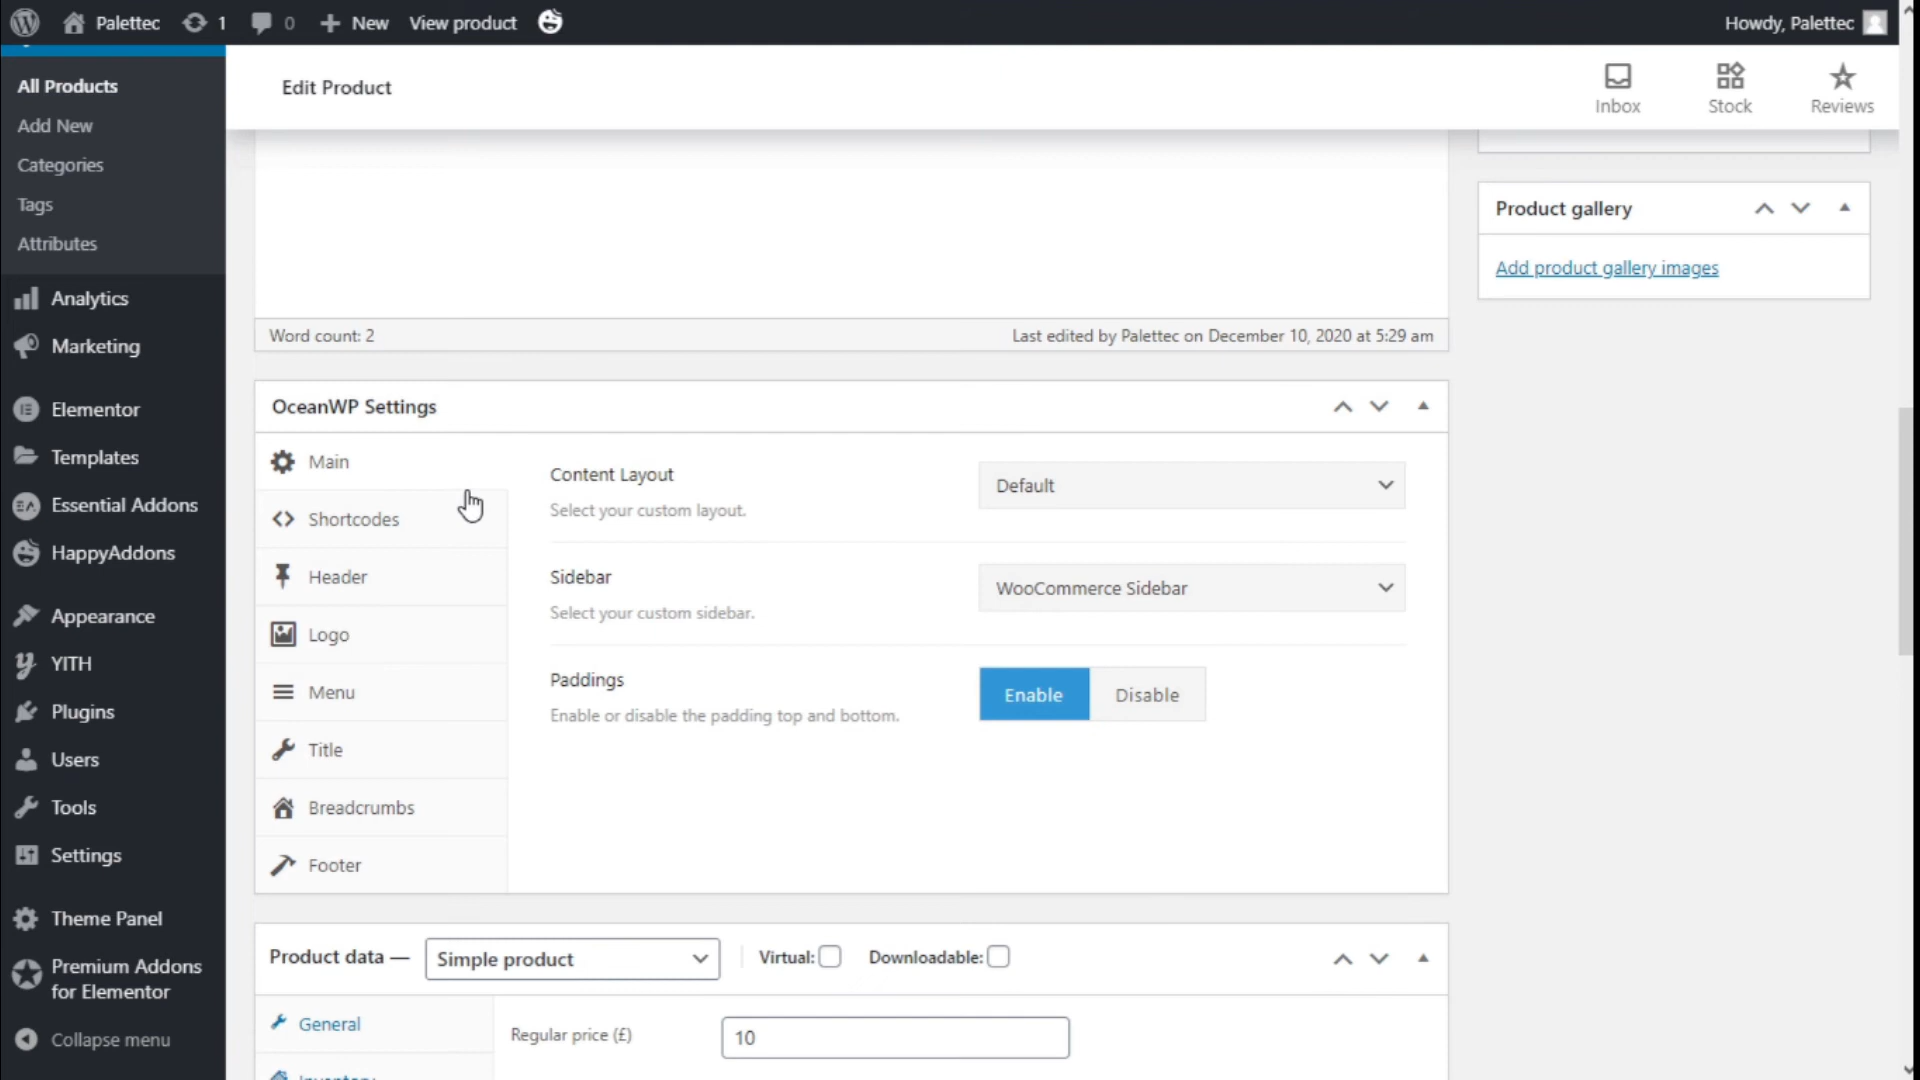 Palettec
1
0
New
View product
Howdy, Palettec
All Products
Add New
Categories
Tags
Attributes
Analytics
Marketing
Elementor
Templates
Essential Addons
HappyAddons
Appearance
YITH
Plugins
Users
Tools
Settings
Theme Panel
Premium Addons
for Elementor
Collapse menu
Edit Product
Inbox
Stock
Reviews
Word count: 2
Last edited by Palettec on December 10, 2020 at 5:29 am
Product gallery
Add product gallery images
OceanWP Settings
Main
Shortcodes
Header
Logo
Menu
Title
Breadcrumbs
Footer
Content Layout
Select your custom layout.
Default
Sidebar
Select your custom sidebar.
WooCommerce Sidebar
Paddings
Enable or disable the padding top and bottom.
Enable
Disable
Product data —
Simple product
Virtual:
Downloadable:
General
Regular price (£)
10
Inventory